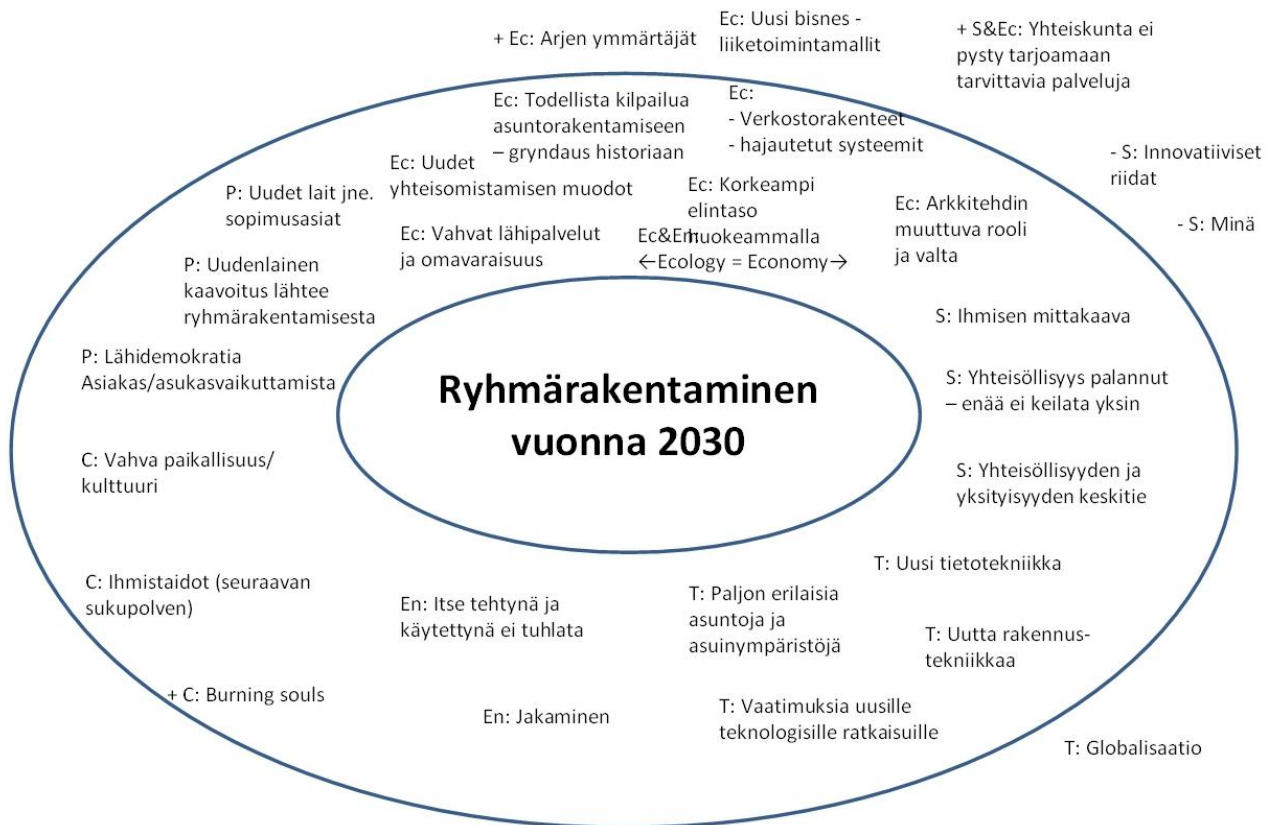 + Ec: Arjen ymmärtäjät
Ec: Uusi bisnes -
liiketoimintamallit
+ S&Ec: Yhteiskunta ei
pysty tarjoamaan
tarvittavia palveluja
Ec: Todellista kilpailua
asuntorakentamiseen
– gryndaus historiaan
Ec:
- Verkostorakenteet
- hajautetut systeemit
- S: Innovatiiviset
riidat
- S: Minä
Ec: Uudet
yhteisomistamisen muodot
P: Uudet lait jne.
sopimusasiat
Ec: Korkeampi
elintaso
huokeammalla
Ec: Arkkitehdin
muuttuva rooli
ja valta
Ec: Vahvat lähipalvelut
ja omavaraisuus
Ec&En:
←Ecology = Economy→
P: Uudenlainen
kaavoitus lähtee
ryhmärakentamisesta
S: Ihmisen mittakaava
P: Lähidemokratia
Asiakas/asukasvaikuttamista
Ryhmärakentaminen
vuonna 2030
S: Yhteisöllisyys palannut
– enää ei keilata yksin
C: Vahva paikallisuus/
kulttuuri
S: Yhteisöllisyyden ja
yksityisyyden keskitie
C: Ihmistaidot (seuraavan
sukupolven)
En: Itse tehtynä ja
käytettynä ei tuhlata
T: Paljon erilaisia
asuntoja ja
asuinympäristöjä
T: Uusi tietotekniikka
T: Uutta rakennus-
tekniikkaa
+ C: Burning souls
En: Jakaminen
T: Vaatimuksia uusille
teknologisille ratkaisuille
T: Globalisaatio